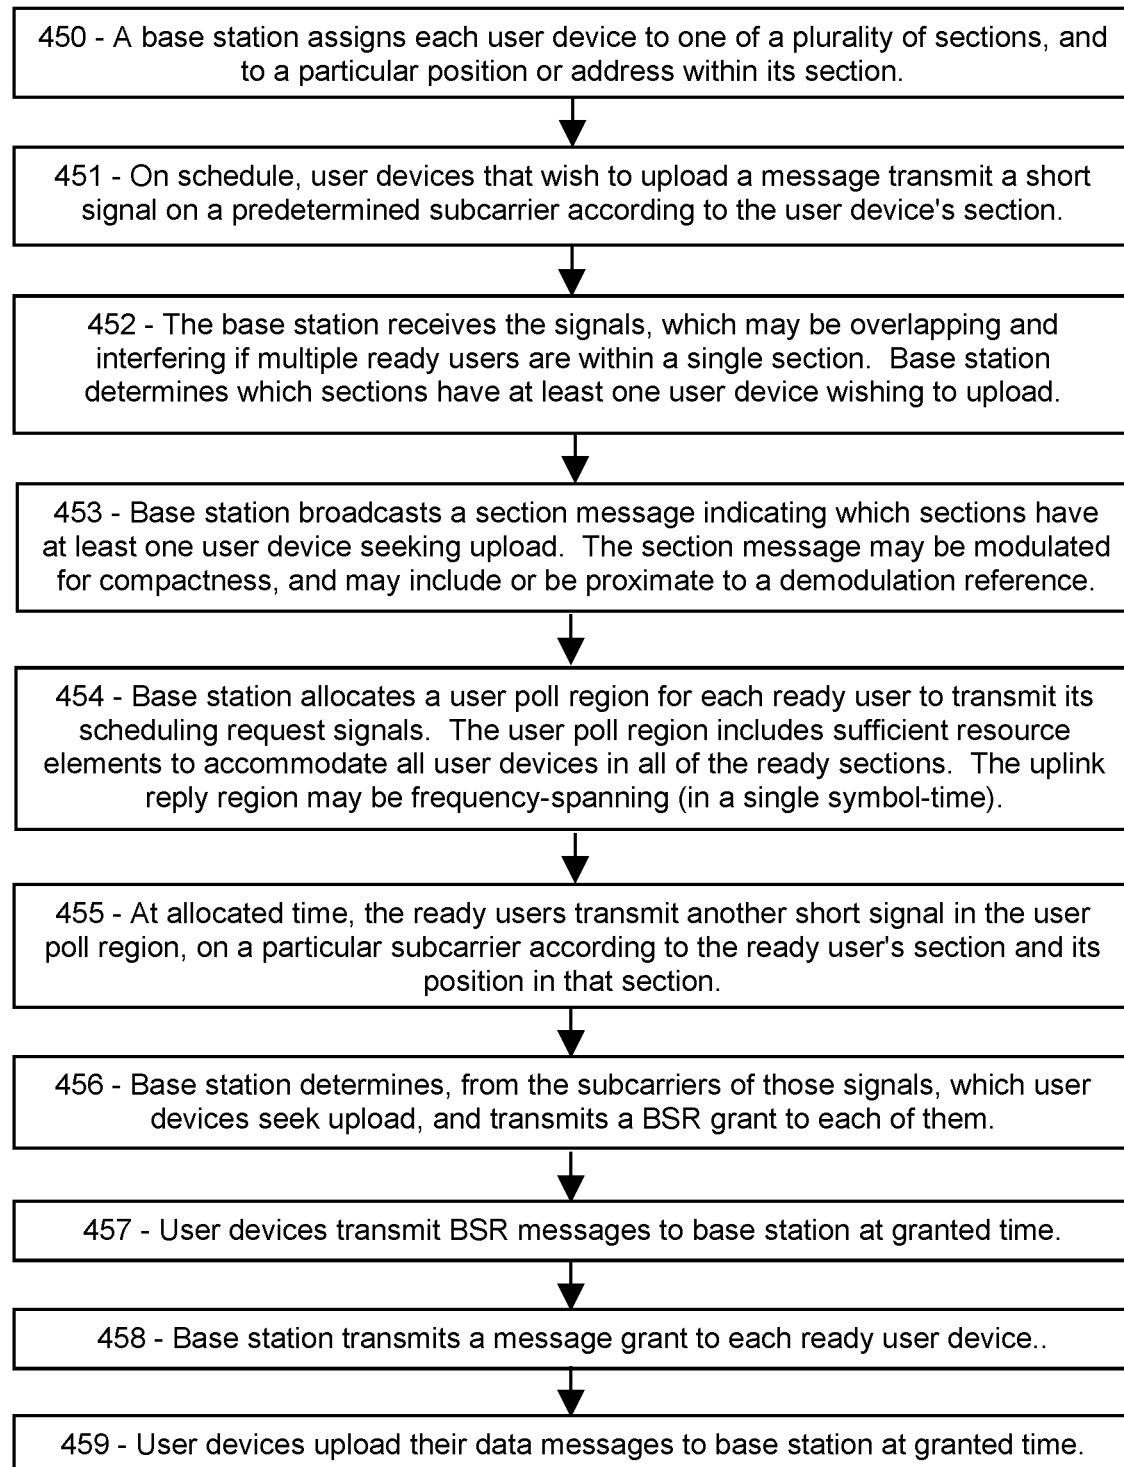 450 - A base station assigns each user device to one of a plurality of sections, and
to a particular position or address within its section.
451 - On schedule, user devices that wish to upload a message transmit a short
signal on a predetermined subcarrier according to the user device's section.
452 - The base station receives the signals, which may be overlapping and
interfering if multiple ready users are within a single section. Base station
determines which sections have at least one user device wishing to upload.
453 - Base station broadcasts a section message indicating which sections have
at least one user device seeking upload. The section message may be modulated
for compactness, and may include or be proximate to a demodulation reference.
454 - Base station allocates a user poll region for each ready user to transmit its
scheduling request signals. The user poll region includes sufficient resource
elements to accommodate all user devices in all of the ready sections. The uplink
reply region may be frequency-spanning (in a single symbol-time).
455 - At allocated time, the ready users transmit another short signal in the user
poll region, on a particular subcarrier according to the ready user's section and its
position in that section.
456 - Base station determines, from the subcarriers of those signals, which user
devices seek upload, and transmits a BSR grant to each of them.
457 - User devices transmit BSR messages to base station at granted time.
458 - Base station transmits a message grant to each ready user device..
459 - User devices upload their data messages to base station at granted time.